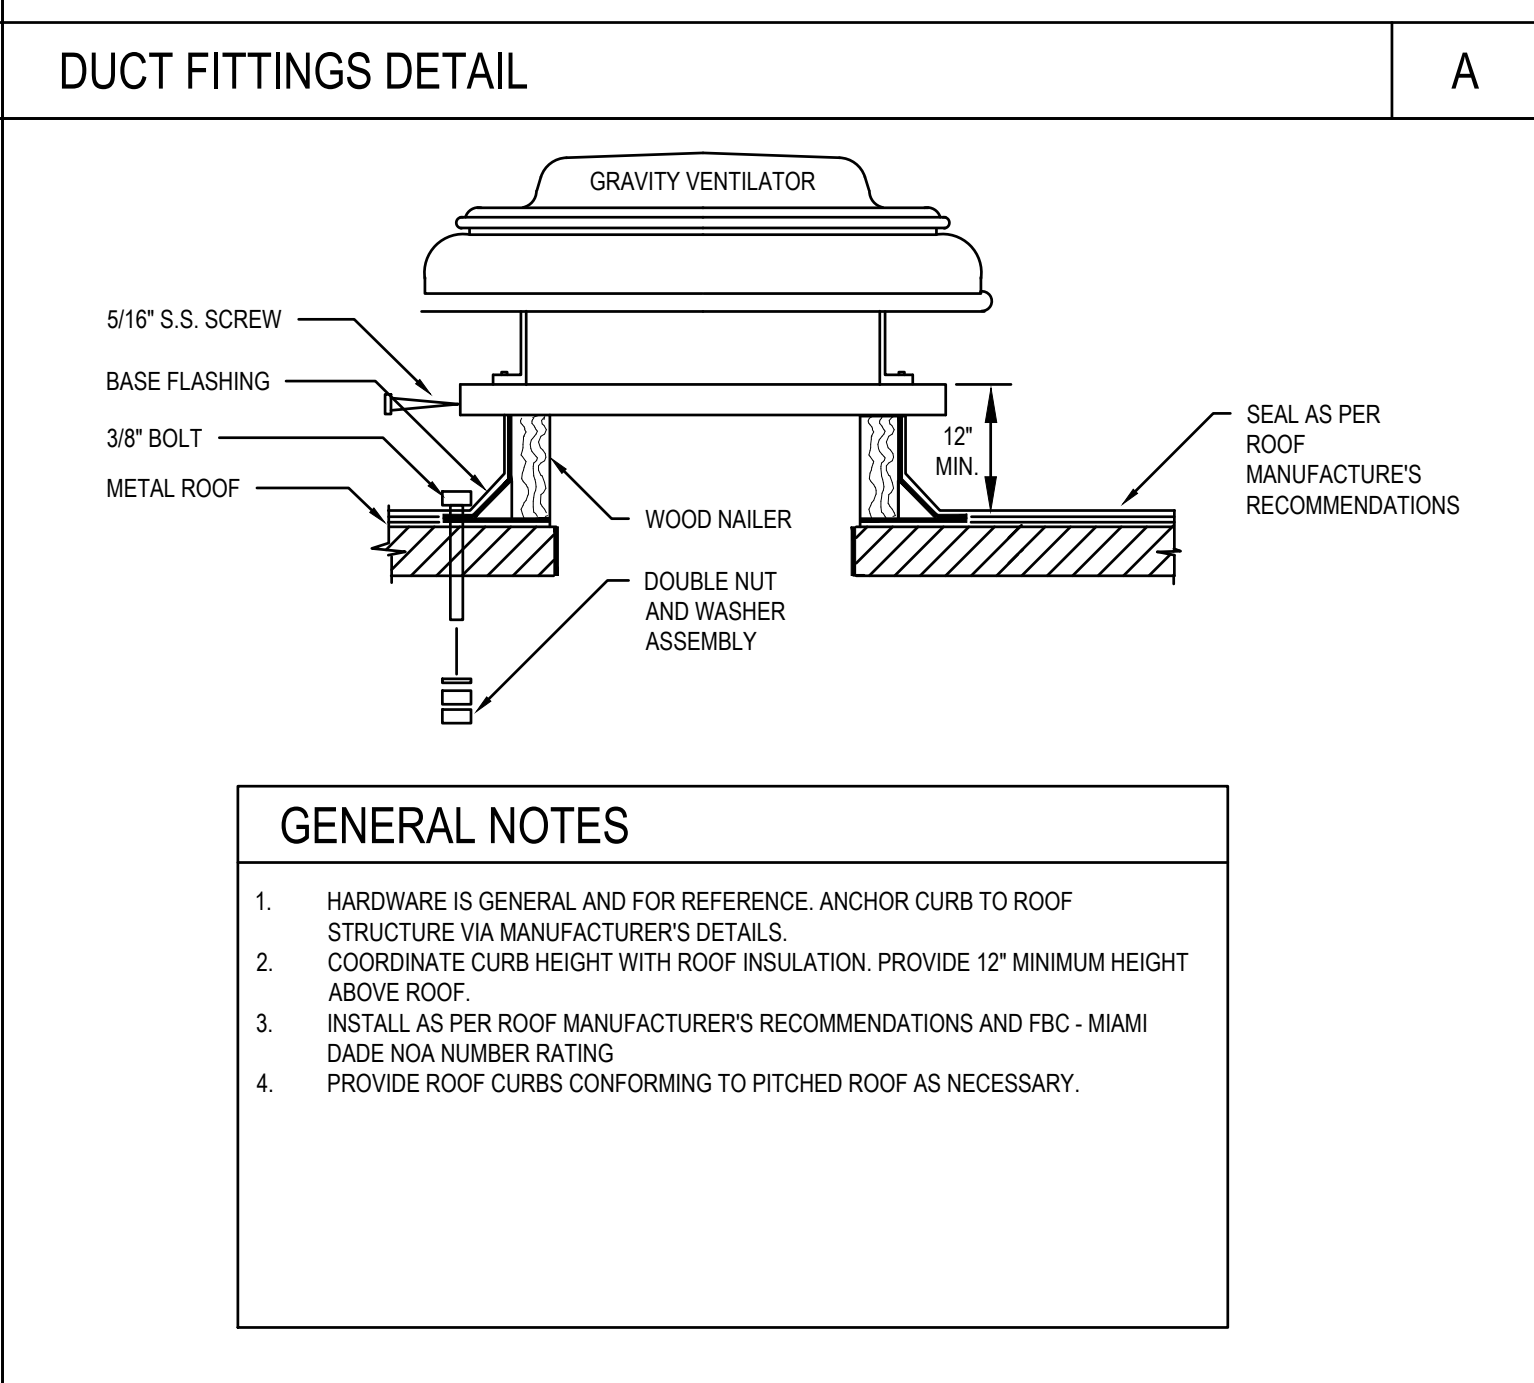 DUCT FITTINGS DETAIL
A
GRAVITY VENTILATOR
5/16" S.S. SCREW
BASE FLASHING
3/8" BOLT
METAL ROOF
12"
MIN.
SEAL AS PER
ROOF
MANUFACTURE'S
RECOMMENDATIONS
WOOD NAILER
DOUBLE NUT
AND WASHER
ASSEMBLY
GENERAL NOTES
1. HARDWARE IS GENERAL AND FOR REFERENCE. ANCHOR CURB TO ROOF
STRUCTURE VIA MANUFACTURER'S DETAILS.
2. COORDINATE CURB HEIGHT WITH ROOF INSULATION. PROVIDE 12" MINIMUM HEIGHT
ABOVE ROOF.
3. INSTALL AS PER ROOF MANUFACTURER'S RECOMMENDATIONS AND FBC - MIAMI
DADE NOA NUMBER RATING
4. PROVIDE ROOF CURBS CONFORMING TO PITCHED ROOF AS NECESSARY.